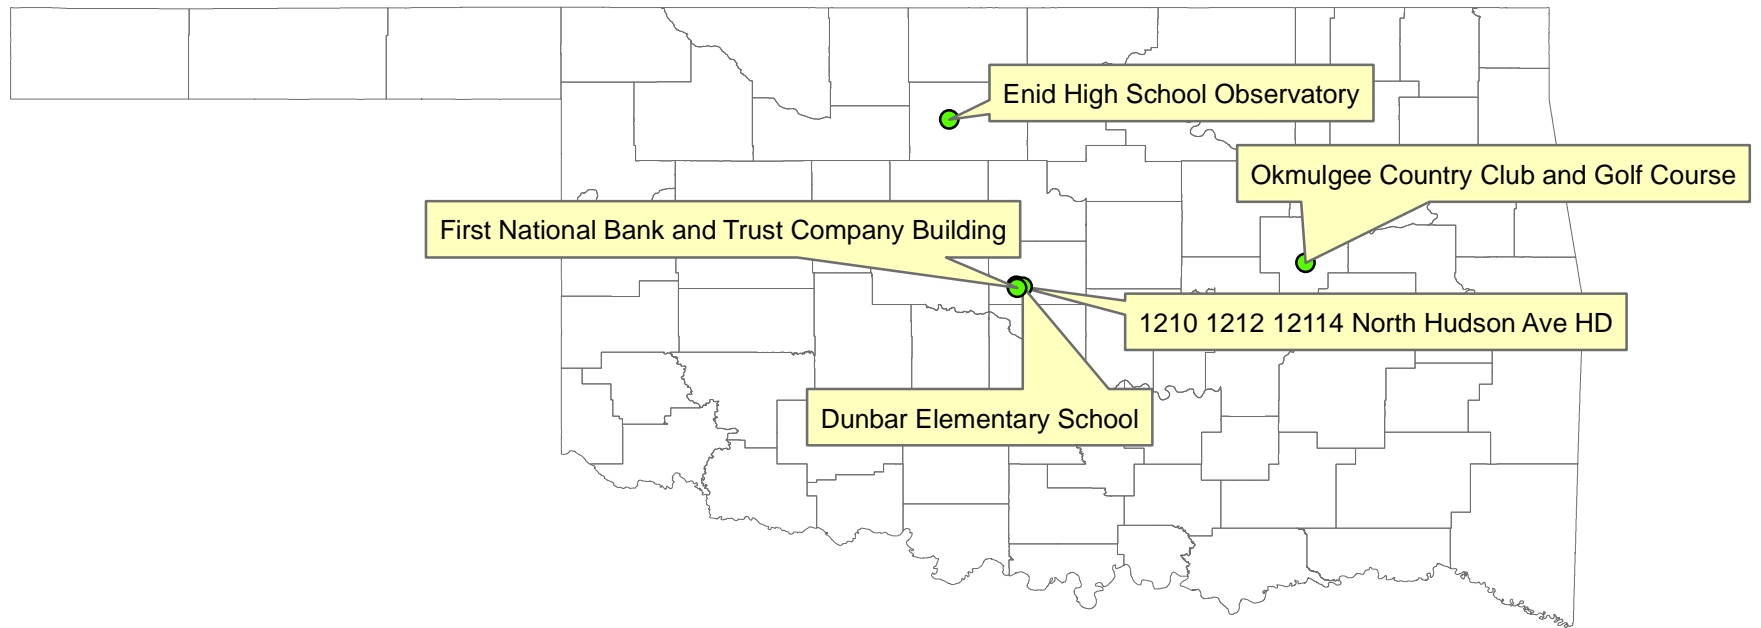 Enid High School Observatory
Okmulgee Country Club and Golf Course
First National Bank and Trust Company Building
1210 1212 12114 North Hudson Ave HD
Dunbar Elementary School